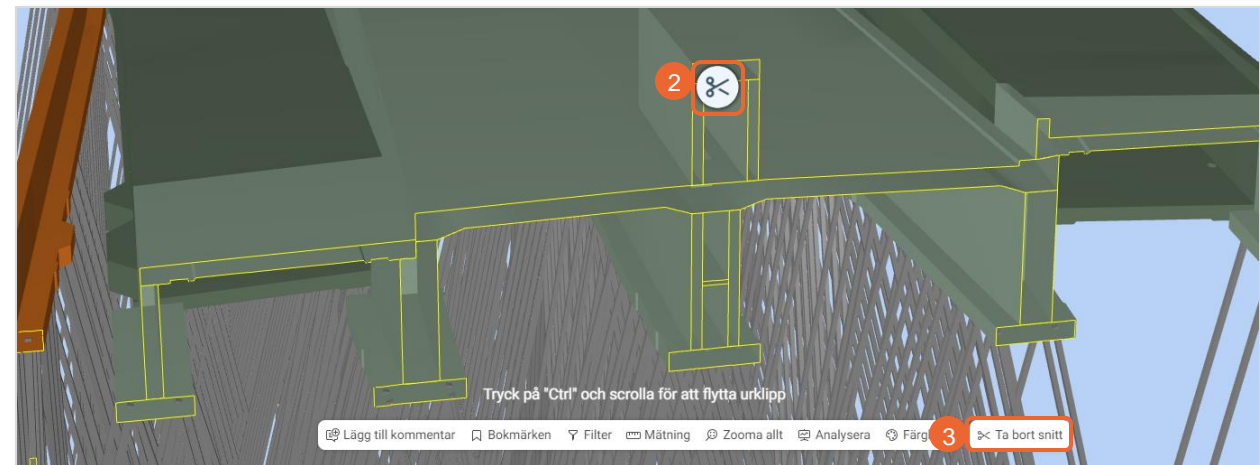 2
Tryck på "Ctrl" och scrolla för att flytta urklipp
Lägg till kommentar Bokmärken Filter Mätning Zooma allt Analysera Färg 3 Ta bort snitt